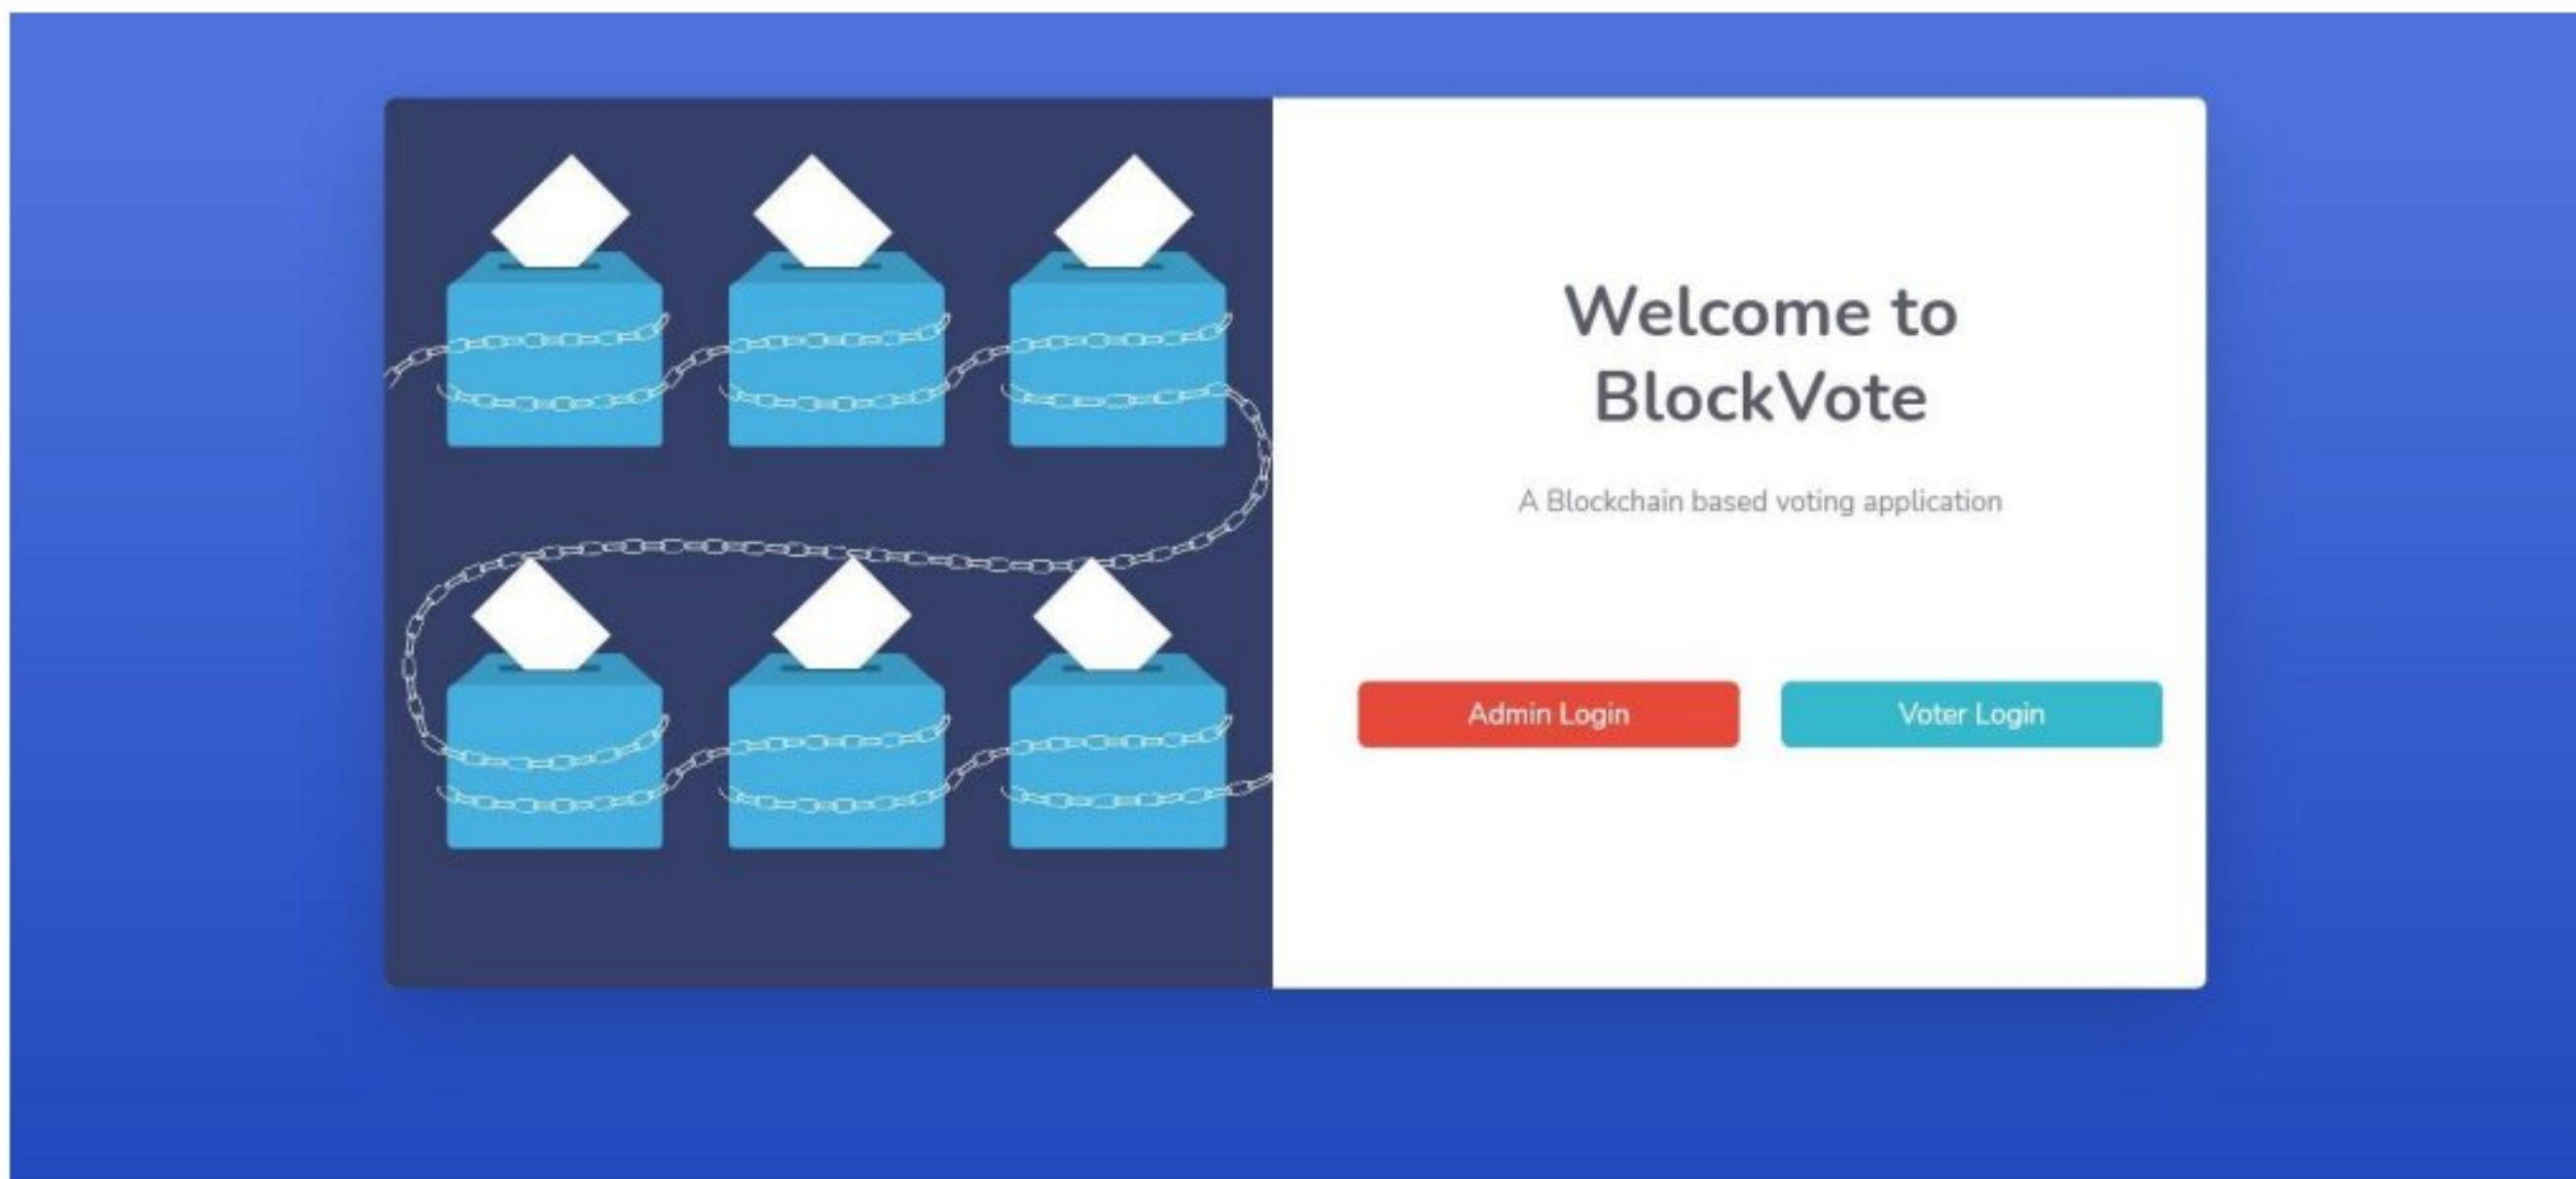 Welcome to
BlockVote
A Blockchain based voting application
Admin Login
Voter Login